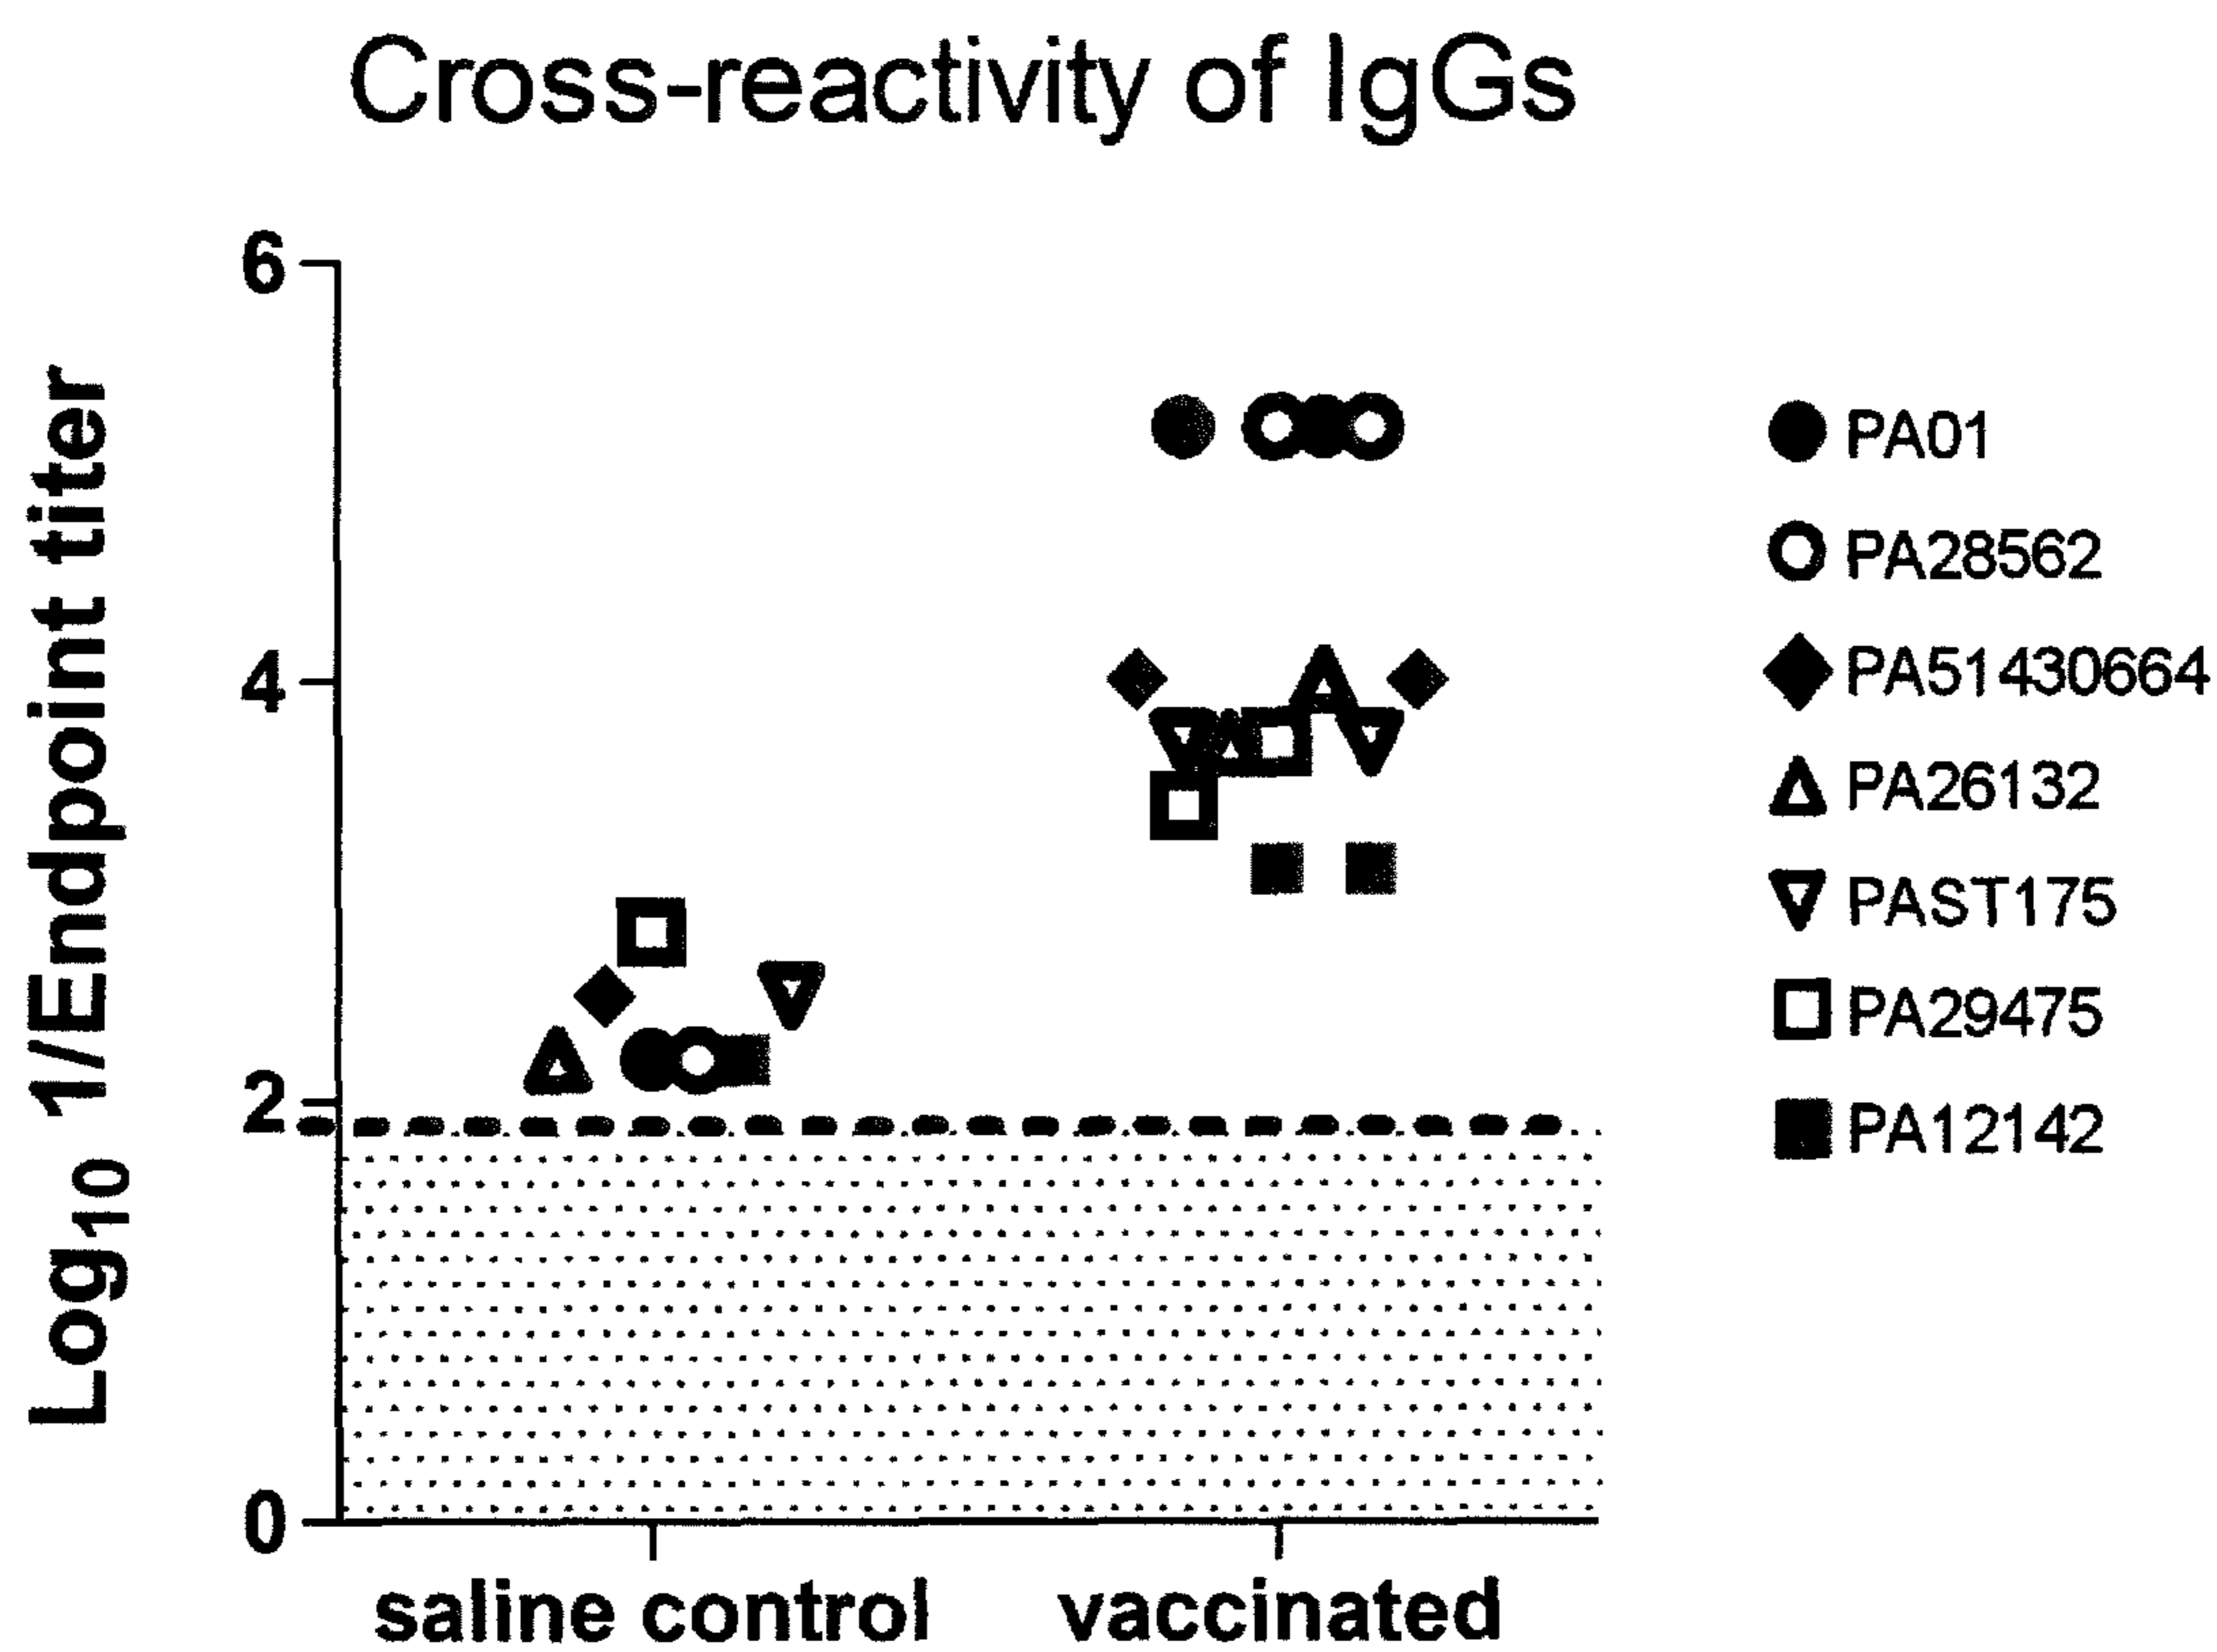 Cross-reactivity of IgGs
Log10 1/Endpoint titer
6
4
2
0
saline control
vaccinated
PA01
PA28562
PA51430664
PA26132
PAST175
PA29475
PA12142